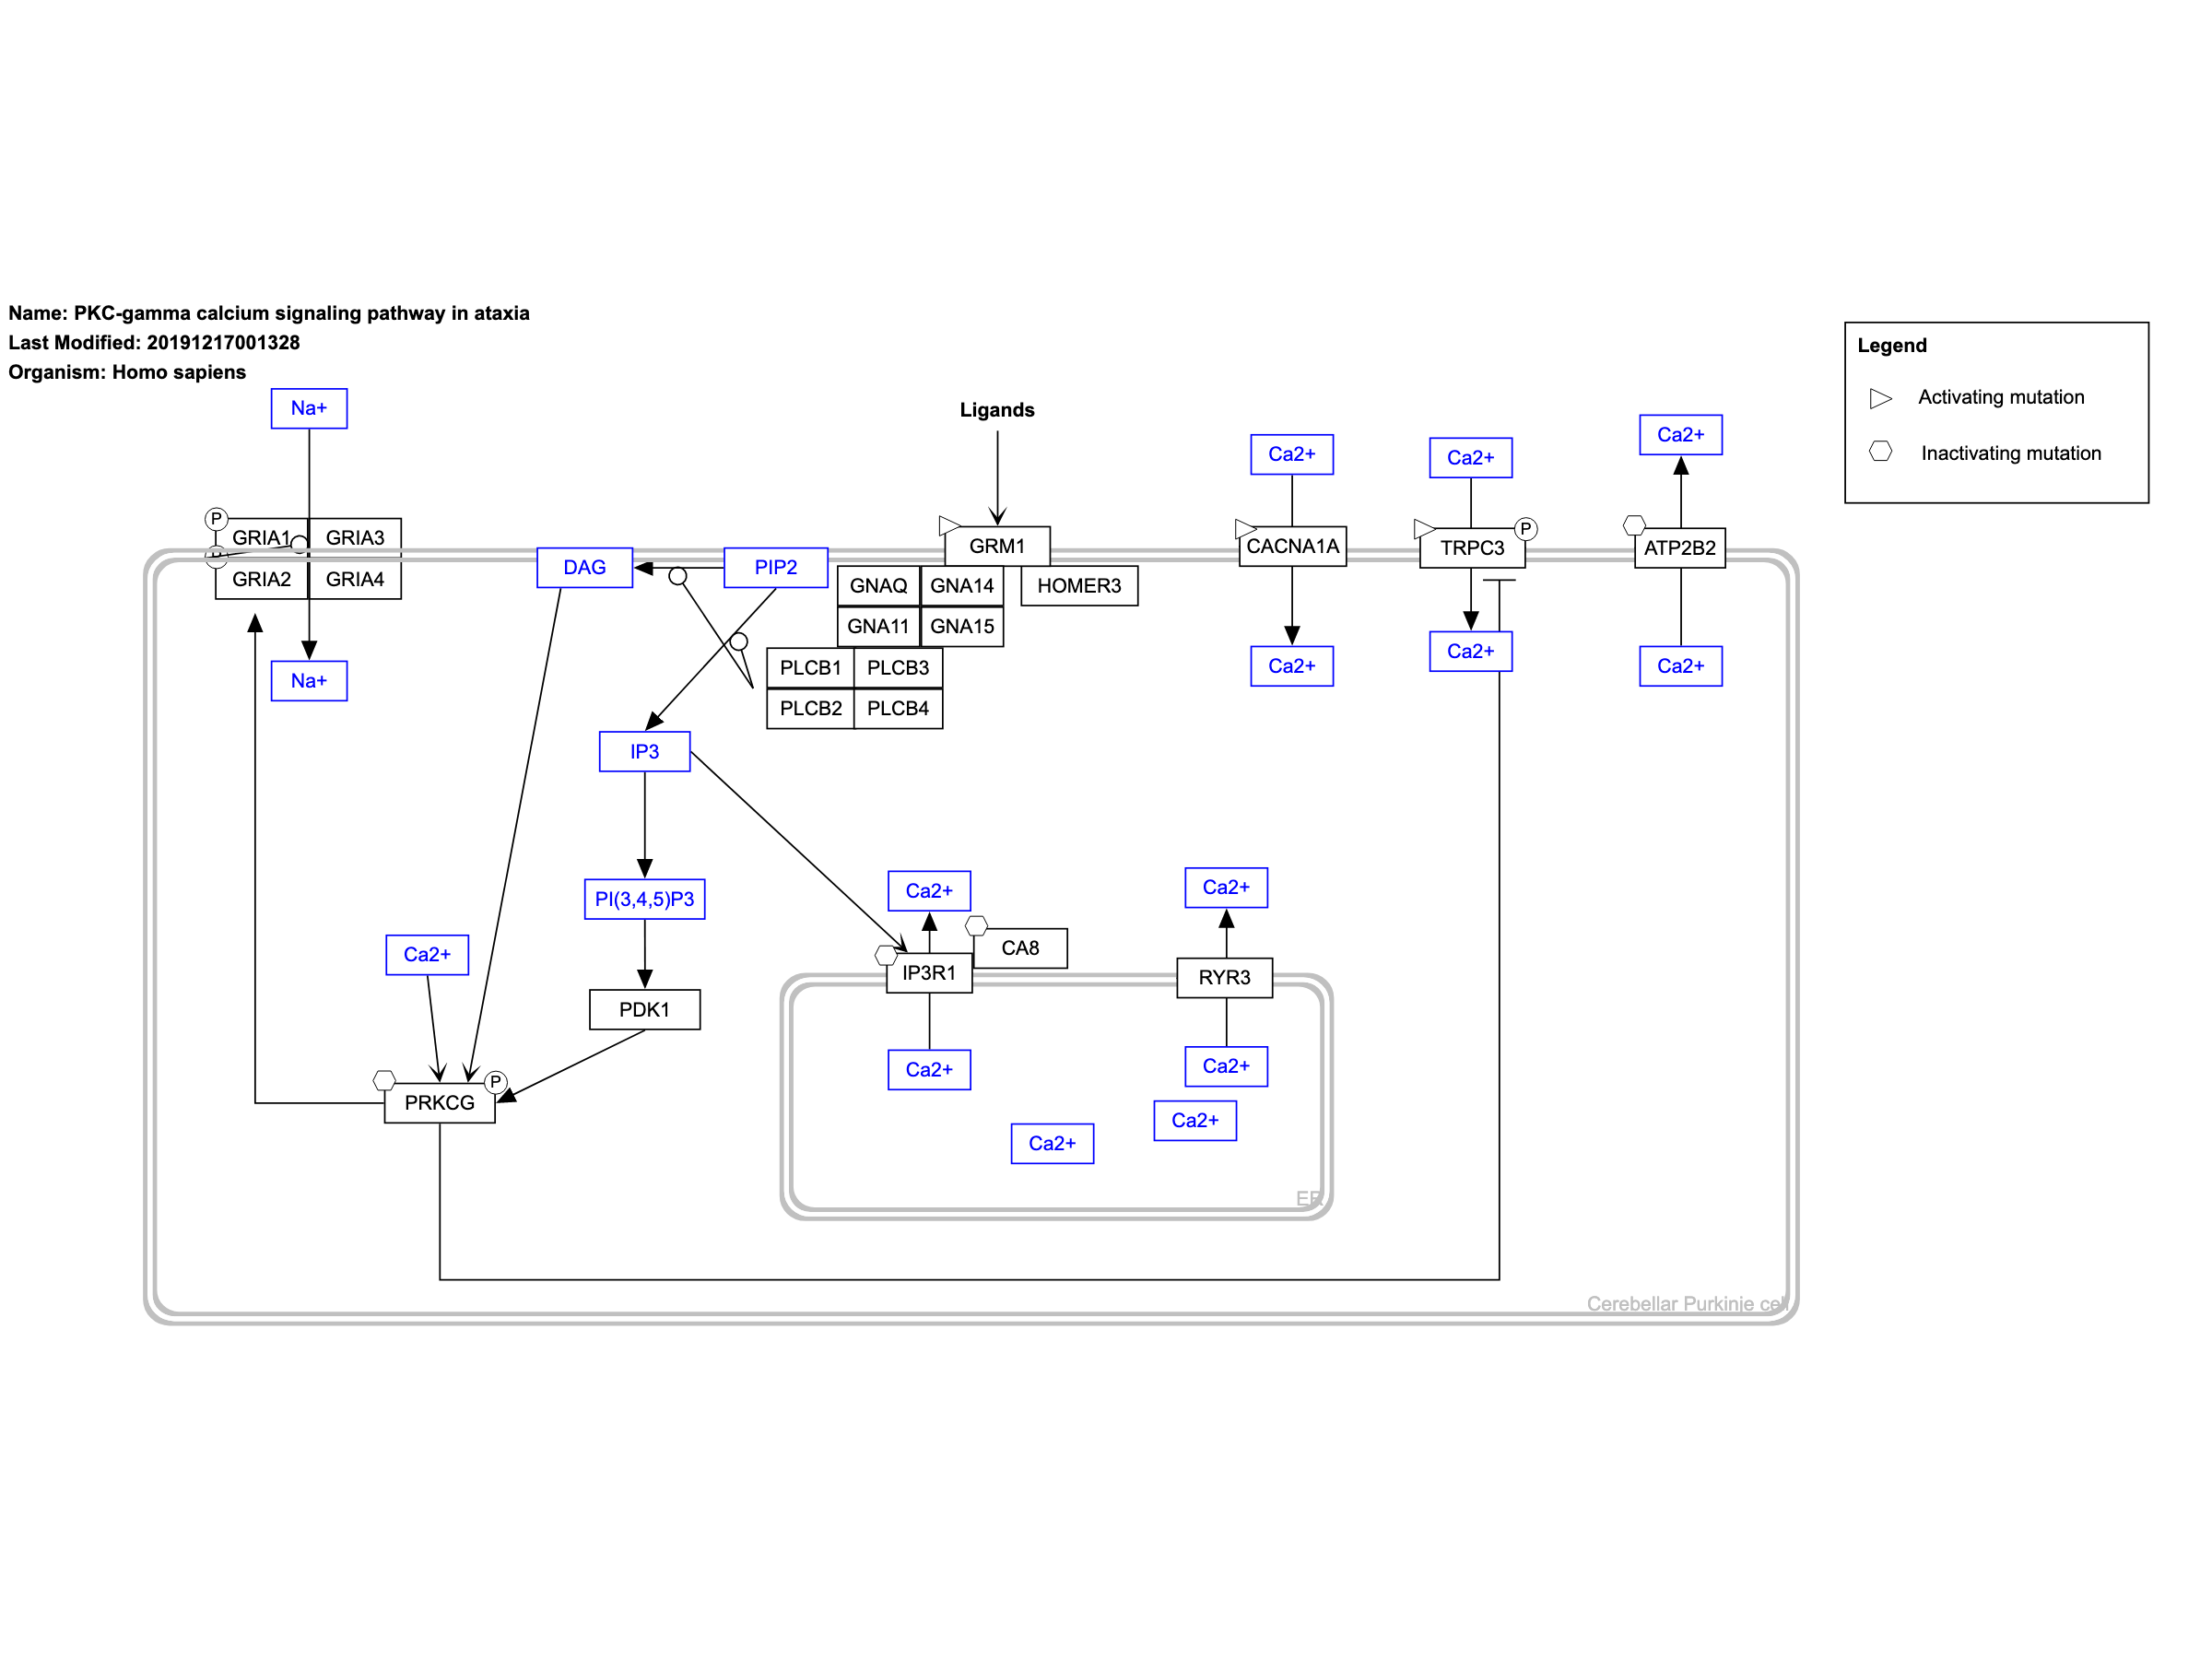 Name: PKC-gamma calcium signaling pathway in ataxia
Last Modified: 20191217001328
Organism: Homo sapiens
Legend
Activating mutation
Inactivating mutation
Na+
Ligands
Ca2+
Ca2+
Ca2+
P
GRIA1
GRIA3
P
GRIA2
GRIA4
DAG
PIP2
GRM1
CACNA1A
TRPC3
P
ATP2B2
GNAQ
GNA14
HOMER3
GNA11
GNA15
PLCB1
PLCB3
PLCB2
PLCB4
Na+
Ca2+
Ca2+
Ca2+
IP3
PI(3,4,5)P3
Ca2+
Ca2+
Ca2+
CA8
IP3R1
RYR3
PDK1
Ca2+
Ca2+
P
PRKCG
Ca2+
Ca2+
ER
Cerebellar Purkinje cell